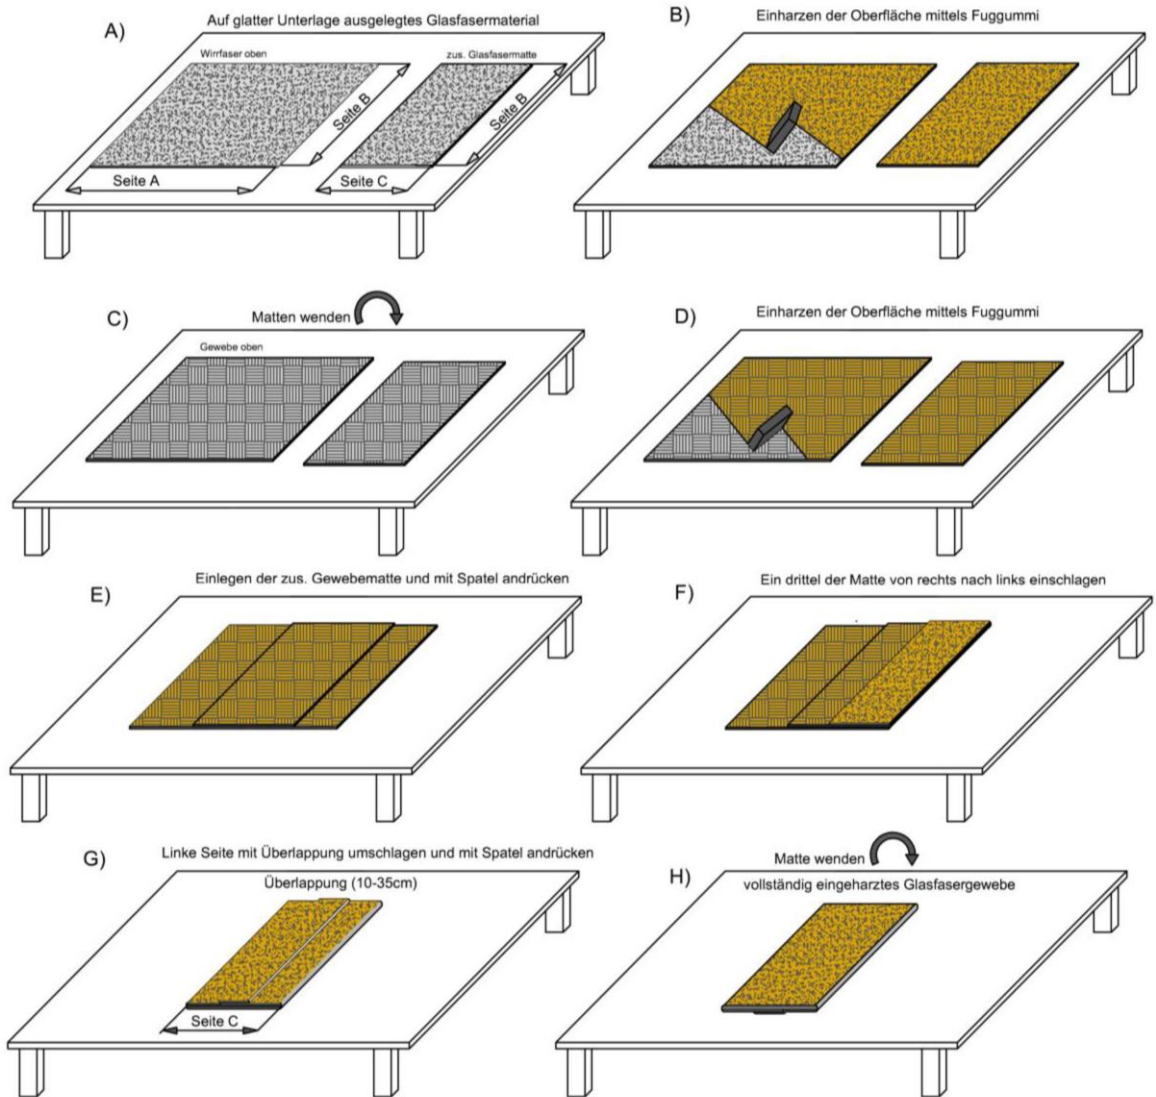 A)
Auf glatter Unterlage ausgelegtes Glasfasermaterial
Wirrfaser oben
zus. Glasfasermatte
Seite B
Seite B
Seite A
Seite C
B)
Einharzen der Oberfläche mittels Fuggummi
C)
Matten wenden
Gewebe oben
D)
Einharzen der Oberfläche mittels Fuggummi
E)
Einlegen der zus. Gewebematte und mit Spatel andrücken
F)
Ein drittel der Matte von rechts nach links einschlagen
G)
Linke Seite mit Überlappung umschlagen und mit Spatel andrücken
Überlappung (10-35cm)
Seite C
H)
Matte wenden
vollständig eingeharztes Glasfasergewebe